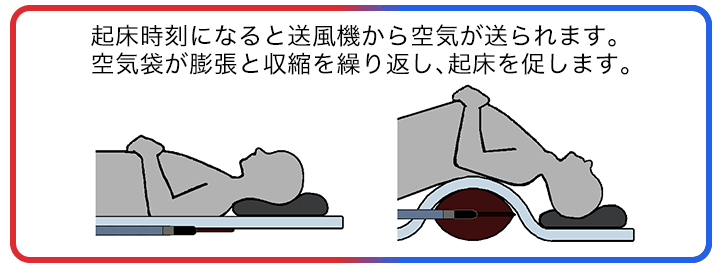 起床時刻になると送風機から空気が送られます。
空気袋が膨張と収縮を繰り返し、起床を促します。